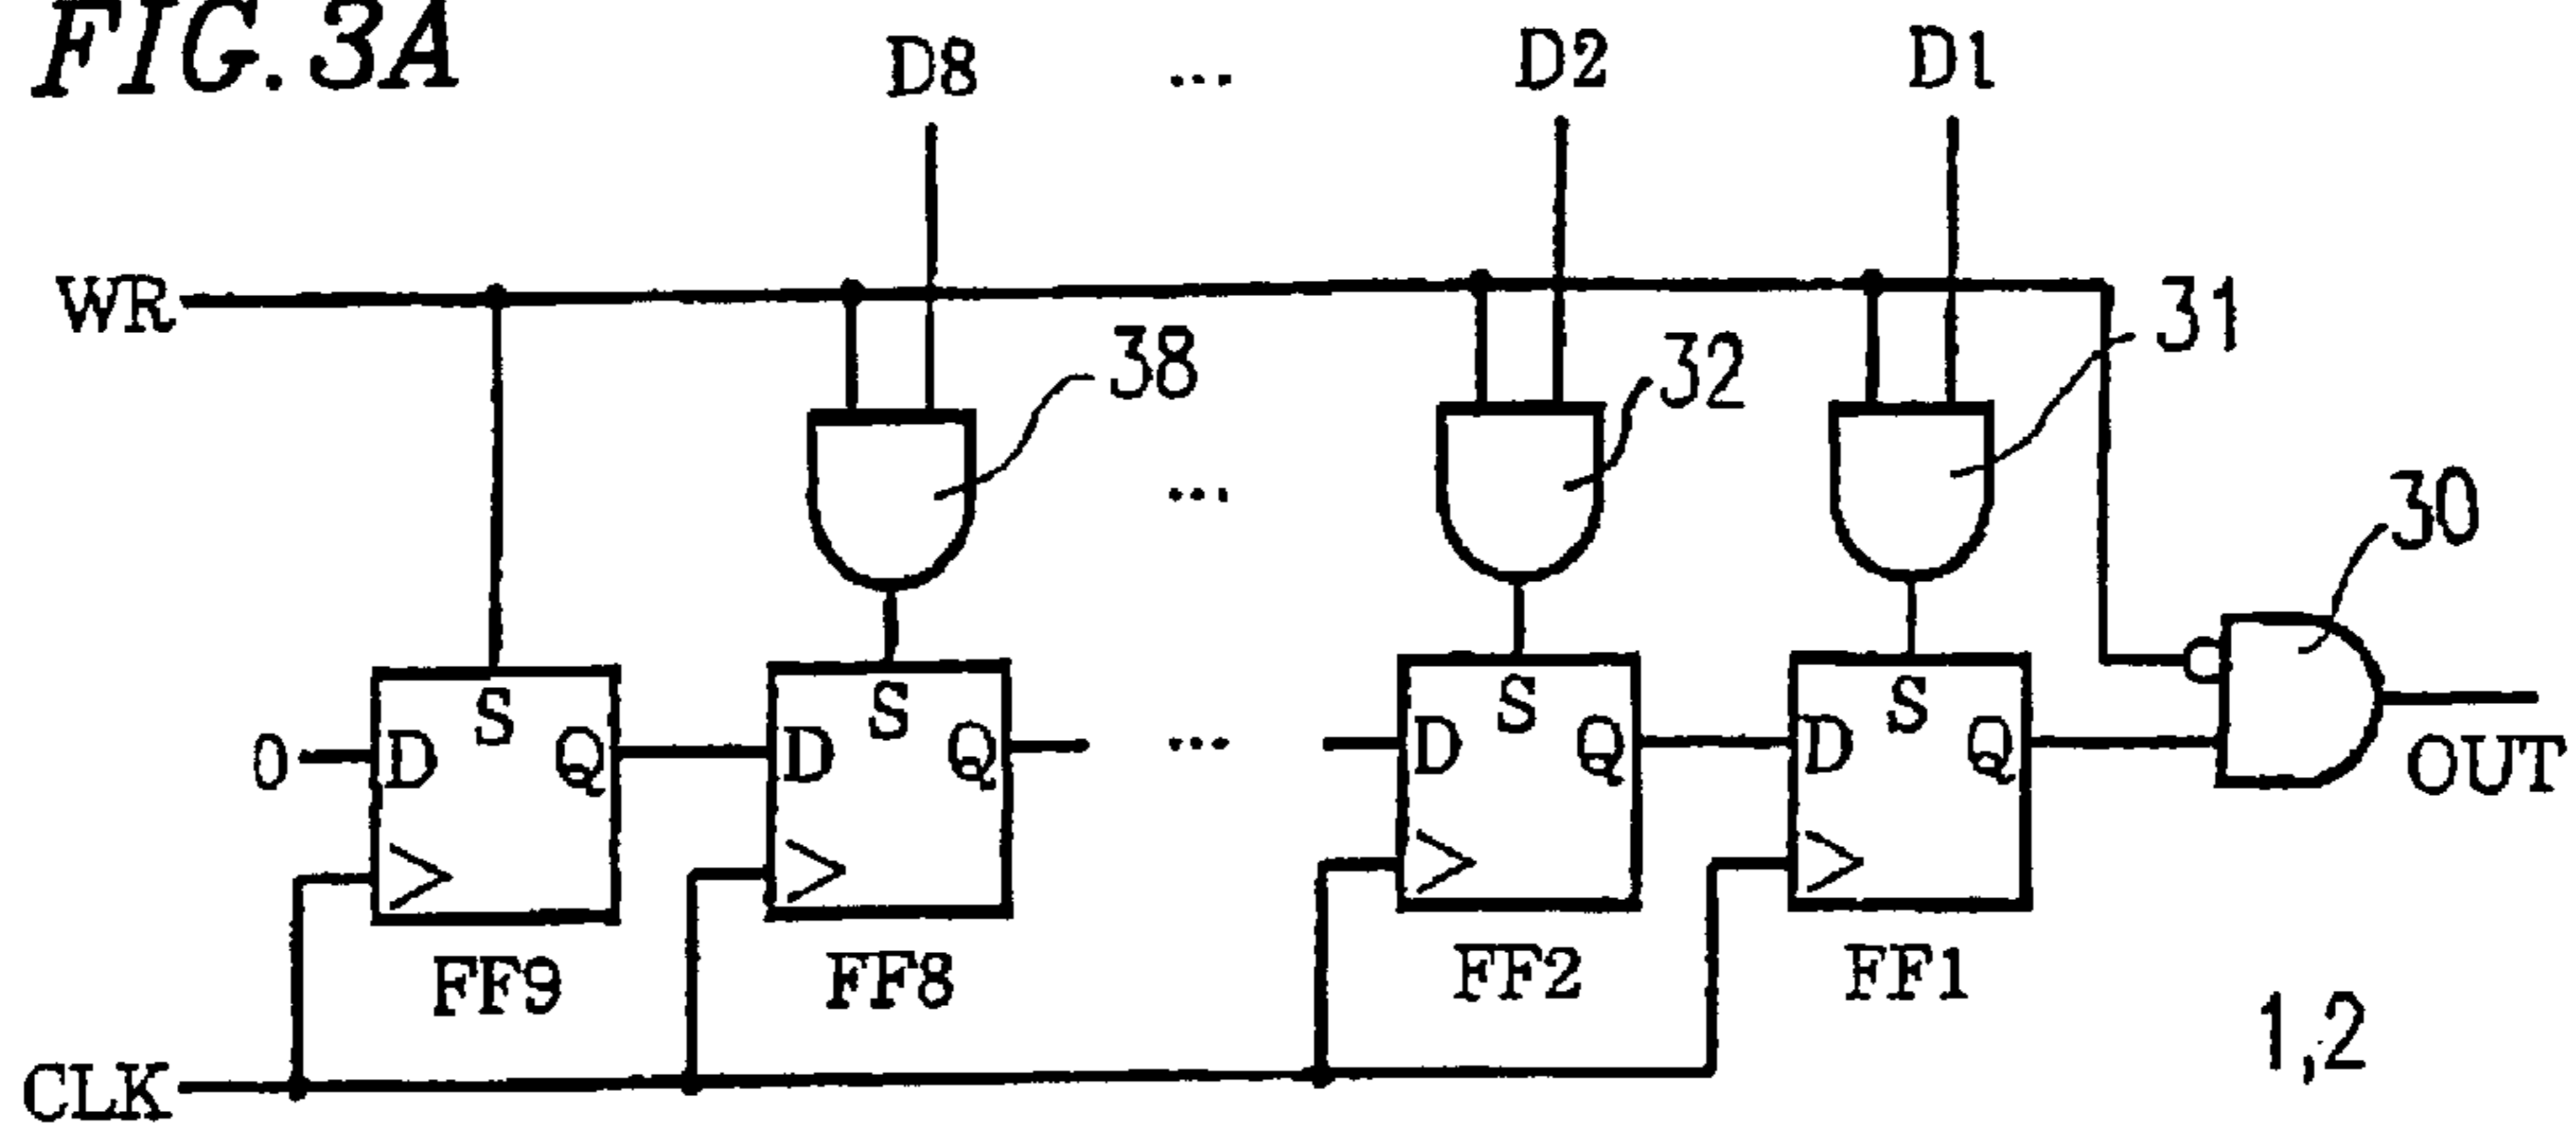 FIG. 3A
D8 ... D2 D1
WR
38 ... 32 31
30
S S S S
0 D Q D Q ... D Q D Q OUT
FF9 FF8 FF2 FF1
1,2
CLK